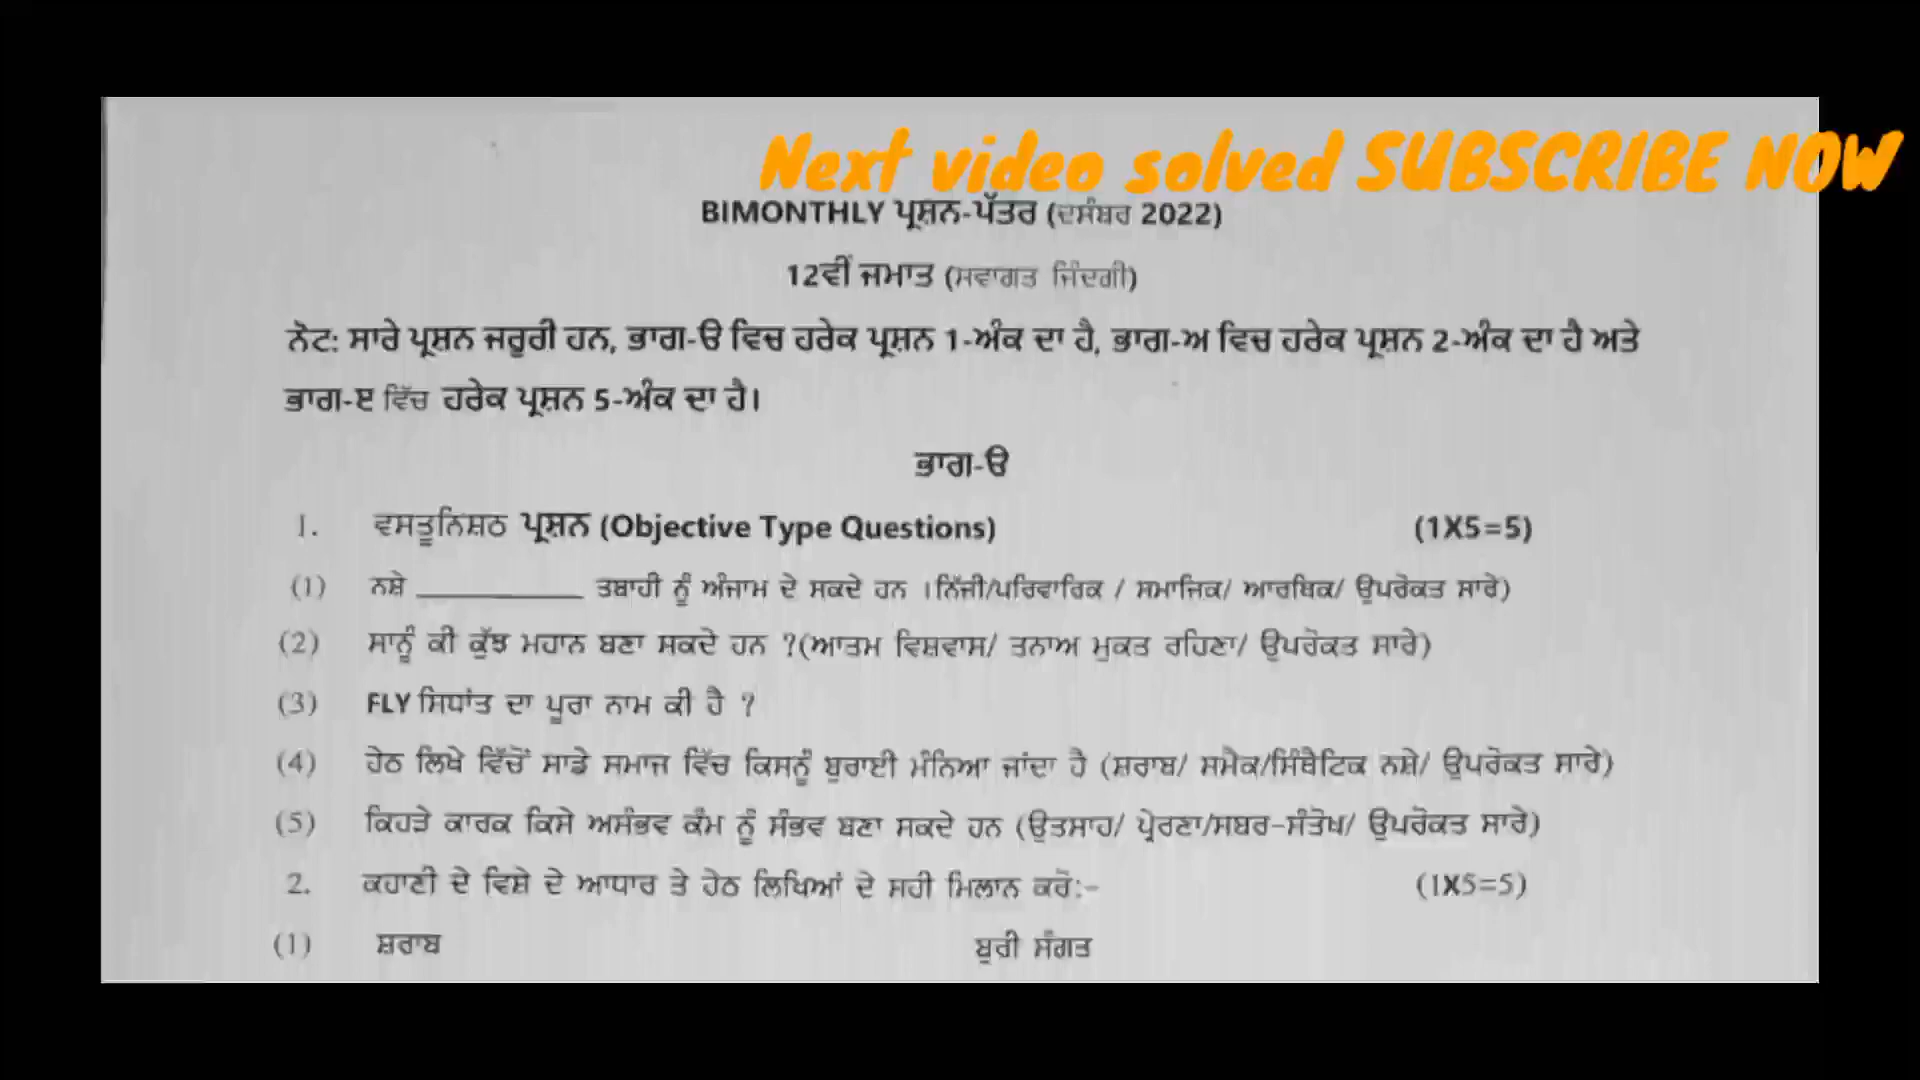 Next video solved SUBSCRIBE NOW
BIMONTHLY ਪ੍ਰਸ਼ਨ-ਪੱਤਰ (ਦਸੰਬਰ 2022)
12ਵੀਂ ਜਮਾਤ (ਸਵਾਗਤ ਜਿੰਦਗੀ)
ਨੋਟ: ਸਾਰੇ ਪ੍ਰਸ਼ਨ ਜਰੂਰੀ ਹਨ, ਭਾਗ-ੳ ਵਿਚ ਹਰੇਕ ਪ੍ਰਸ਼ਨ 1-ਅੰਕ ਦਾ ਹੈ, ਭਾਗ-ਅ ਵਿਚ ਹਰੇਕ ਪ੍ਰਸ਼ਨ 2-ਅੰਕ ਦਾ ਹੈ ਅਤੇ
ਭਾਗ-ੲ ਵਿੱਚ ਹਰੇਕ ਪ੍ਰਸ਼ਨ 5-ਅੰਕ ਦਾ ਹੈ।
ਭਾਗ-ੳ
1. ਵਸਤੂਨਿਸ਼ਠ ਪ੍ਰਸ਼ਨ (Objective Type Questions) (1X5=5)
(1) ਨਸ਼ੇ __________ ਤਬਾਹੀ ਨੂੰ ਅੰਜਾਮ ਦੇ ਸਕਦੇ ਹਨ ।ਨਿੱਜੀ/ਪਰਿਵਾਰਿਕ / ਸਮਾਜਿਕ/ ਆਰਥਿਕ/ ਉਪਰੋਕਤ ਸਾਰੇ)
(2) ਸਾਨੂੰ ਕੀ ਕੁੱਝ ਮਹਾਨ ਬਣਾ ਸਕਦੇ ਹਨ ?(ਆਤਮ ਵਿਸ਼ਵਾਸ/ ਤਨਾਅ ਮੁਕਤ ਰਹਿਣਾ/ ਉਪਰੋਕਤ ਸਾਰੇ)
(3) FLY ਸਿਧਾਂਤ ਦਾ ਪੂਰਾ ਨਾਮ ਕੀ ਹੈ ?
(4) ਹੇਠ ਲਿਖੇ ਵਿੱਚੋਂ ਸਾਡੇ ਸਮਾਜ ਵਿੱਚ ਕਿਸਨੂੰ ਬੁਰਾਈ ਮੰਨਿਆ ਜਾਂਦਾ ਹੈ (ਸ਼ਰਾਬ/ ਸਮੈਕ/ਸਿੰਥੈਟਿਕ ਨਸ਼ੇ/ ਉਪਰੋਕਤ ਸਾਰੇ)
(5) ਕਿਹੜੇ ਕਾਰਕ ਕਿਸੇ ਅਸੰਭਵ ਕੰਮ ਨੂੰ ਸੰਭਵ ਬਣਾ ਸਕਦੇ ਹਨ (ਉਤਸਾਹ/ ਪ੍ਰੇਰਣਾ/ਸਬਰ-ਸੰਤੋਖ/ ਉਪਰੋਕਤ ਸਾਰੇ)
2. ਕਹਾਣੀ ਦੇ ਵਿਸ਼ੇ ਦੇ ਆਧਾਰ ਤੇ ਹੇਠ ਲਿਖਿਆਂ ਦੇ ਸਹੀ ਮਿਲਾਨ ਕਰੋ:- (1X5=5)
(1) ਸ਼ਰਾਬ ਬੁਰੀ ਸੰਗਤ